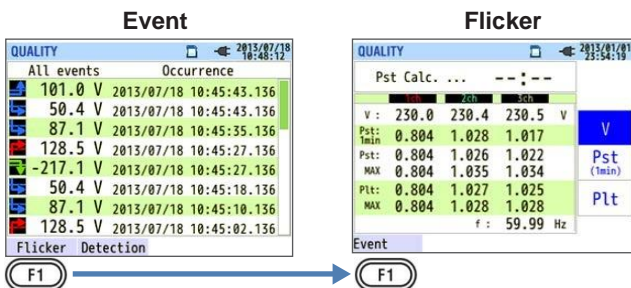 Event
QUALITY 2013/07/18 10:48:12
All events Occurrence
101.0 V 2013/07/18 10:45:43.136
50.4 V 2013/07/18 10:45:43.136
87.1 V 2013/07/18 10:45:35.136
128.5 V 2013/07/18 10:45:27.136
-217.1 V 2013/07/18 10:45:27.136
50.4 V 2013/07/18 10:45:18.136
87.1 V 2013/07/18 10:45:10.136
128.5 V 2013/07/18 10:45:02.136
Flicker Detection
F1
Flicker
QUALITY 2013/01/01 23:54:19
Pst Calc. ... --:--
1ch 2ch 3ch
V : 230.0 230.4 230.5 V
Pst: 1min 0.804 1.028 1.017
Pst: 0.804 1.026 1.022
MAX 0.804 1.035 1.034
Plt: 0.804 1.027 1.025
MAX 0.804 1.028 1.028
f : 59.99 Hz
V
Pst
(1min)
Plt
Event
F1